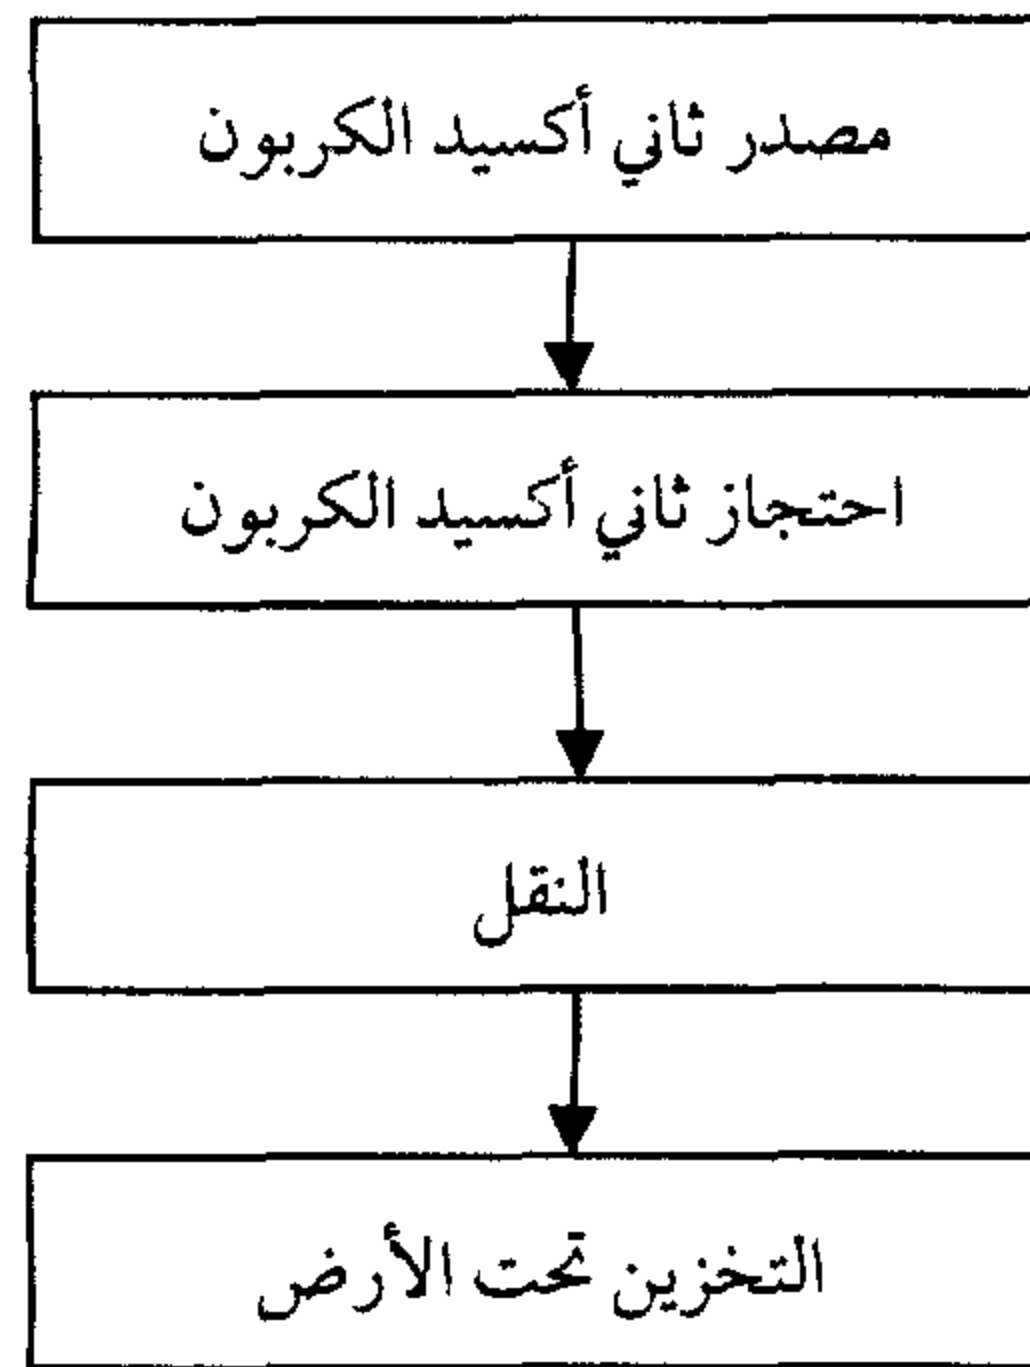 مصدر ثاني أكسيد الكربون
احتجاز ثاني أكسيد الكربون
النقل
التخزين تحت الأرض